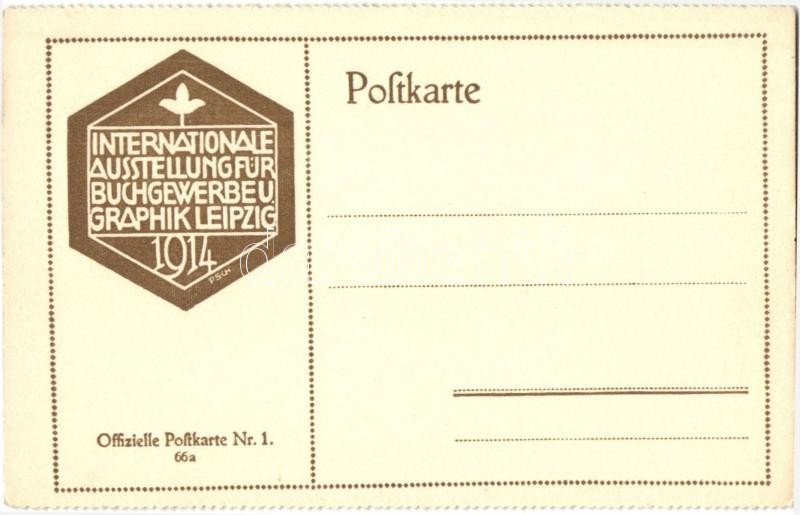 INTERNATIONALE
AUSSTELLUNG FÜR
BUCHGEWERBE U.
GRAPHIK LEIPZIG
1914
P.SCH
Poſtkarte
Offizielle Poſtkarte Nr. 1.
66a